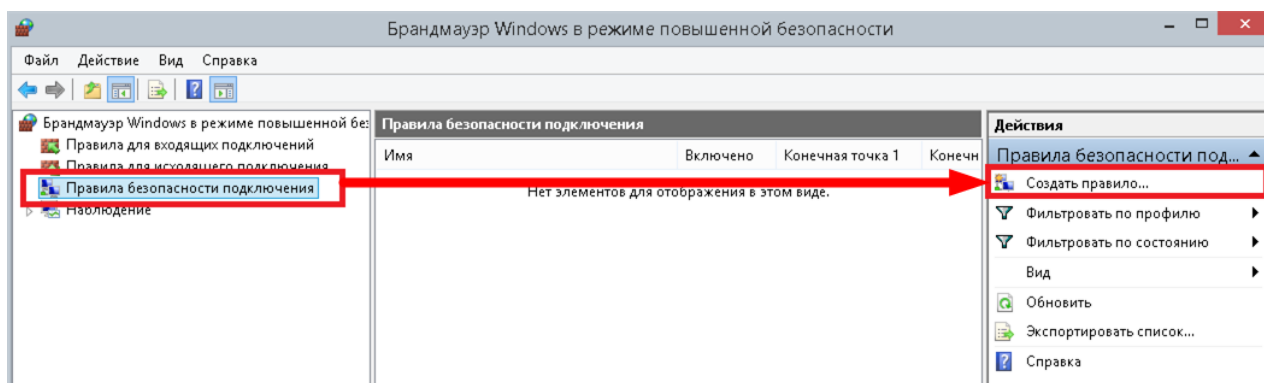 Брандмауэр Windows в режиме повышенной безопасности
Файл Действие Вид Справка
Брандмауэр Windows в режиме повышенной без
Правила для входящих подключений
Правила для исходящего подключения
Правила безопасности подключения
Наблюдение
Правила безопасности подключения
Имя Включено Конечная точка 1 Конечн
Нет элементов для отображения в этом виде.
Действия
Правила безопасности под...
Создать правило...
Фильтровать по профилю
Фильтровать по состоянию
Вид
Обновить
Экспортировать список...
Справка